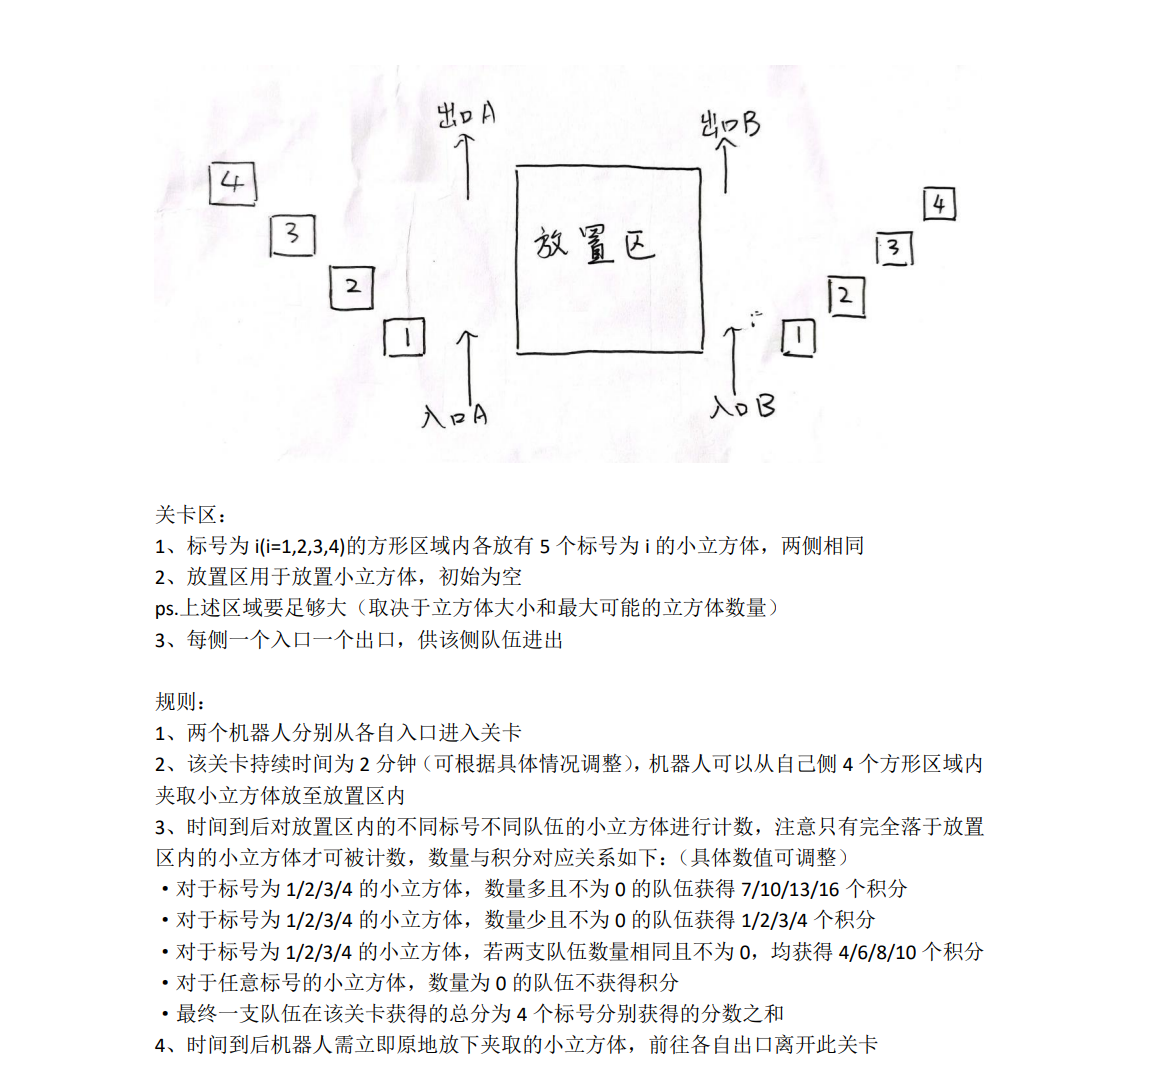 出口A
出口B
4
4
3
放置区
3
2
2
1
1
入口A
入口B
关卡区：
1、标号为 i(i=1,2,3,4)的方形区域内各放有 5 个标号为 i 的小立方体，两侧相同
2、放置区用于放置小立方体，初始为空
ps.上述区域要足够大（取决于立方体大小和最大可能的立方体数量）
3、每侧一个入口一个出口，供该侧队伍进出
规则：
1、两个机器人分别从各自入口进入关卡
2、该关卡持续时间为 2 分钟（可根据具体情况调整），机器人可以从自己侧 4 个方形区域内
夹取小立方体放至放置区内
3、时间到后对放置区内的不同标号不同队伍的小立方体进行计数，注意只有完全落于放置
区内的小立方体才可被计数，数量与积分对应关系如下：（具体数值可调整）
·对于标号为 1/2/3/4 的小立方体，数量多且不为 0 的队伍获得 7/10/13/16 个积分
·对于标号为 1/2/3/4 的小立方体，数量少且不为 0 的队伍获得 1/2/3/4 个积分
·对于标号为 1/2/3/4 的小立方体，若两支队伍数量相同且不为 0，均获得 4/6/8/10 个积分
·对于任意标号的小立方体，数量为 0 的队伍不获得积分
·最终一支队伍在该关卡获得的总分为 4 个标号分别获得的分数之和
4、时间到后机器人需立即原地放下夹取的小立方体，前往各自出口离开此关卡